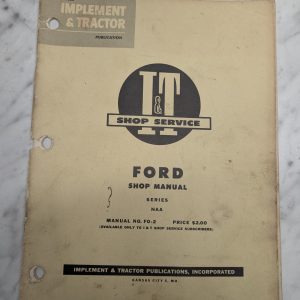 IMPLEMENT
& TRACTOR
PUBLICATION
I&T
SHOP SERVICE
FORD
SHOP MANUAL
SERIES
NAA
MANUAL NO. FO-2 PRICE $2.00
(AVAILABLE ONLY TO I & T SHOP SERVICE SUBSCRIBERS)
IMPLEMENT & TRACTOR PUBLICATIONS, INCORPORATED
KANSAS CITY 6, MO.